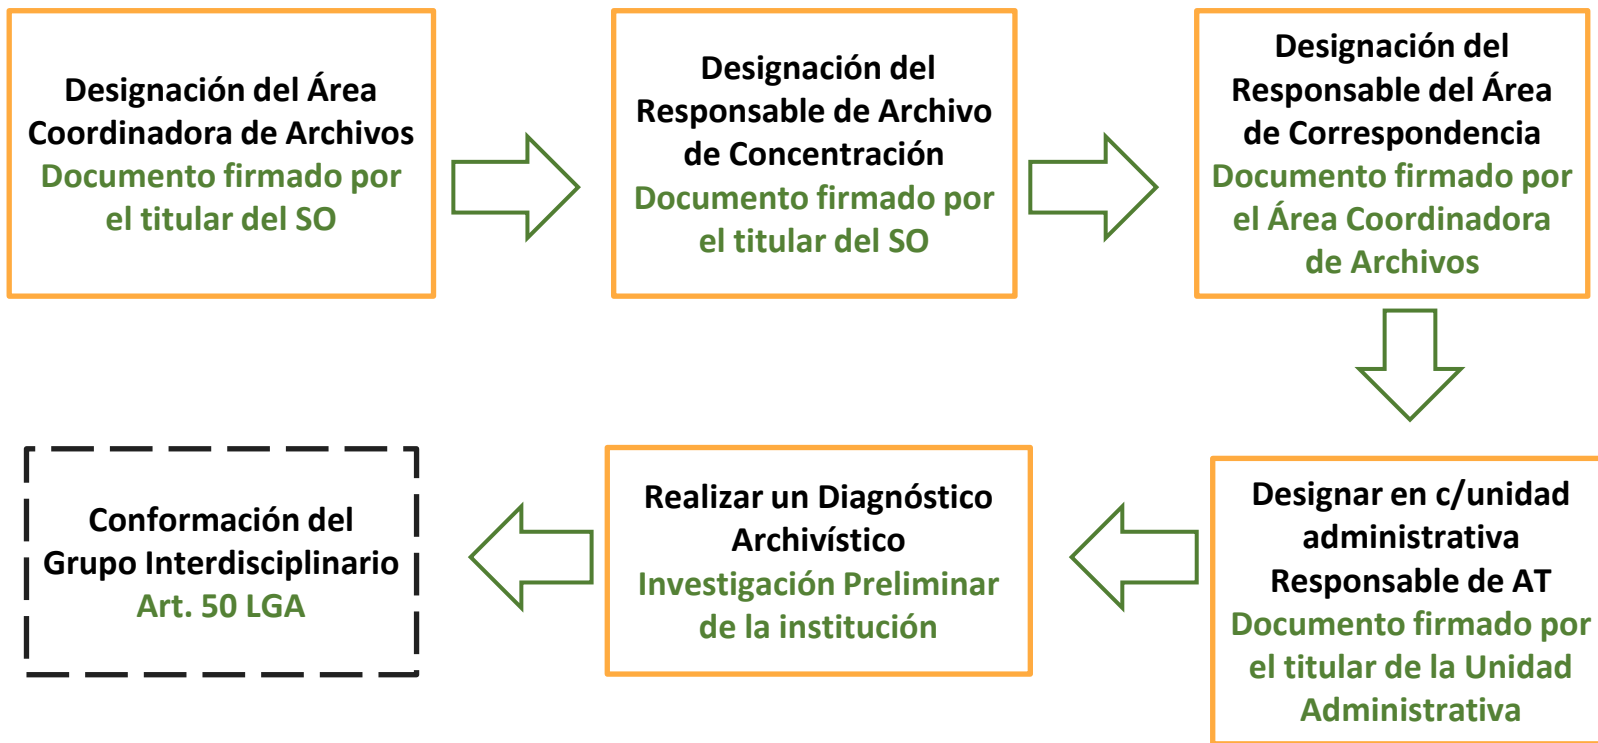 Designación del Área
Coordinadora de Archivos
Documento firmado por
el titular del SO
Designación del
Responsable de Archivo
de Concentración
Documento firmado por
el titular del SO
Designación del
Responsable del Área
de Correspondencia
Documento firmado por
el Área Coordinadora
de Archivos
Designar en c/unidad
administrativa
Responsable de AT
Documento firmado por
el titular de la Unidad
Administrativa
Realizar un Diagnóstico
Archivístico
Investigación Preliminar
de la institución
Conformación del
Grupo Interdisciplinario
Art. 50 LGA